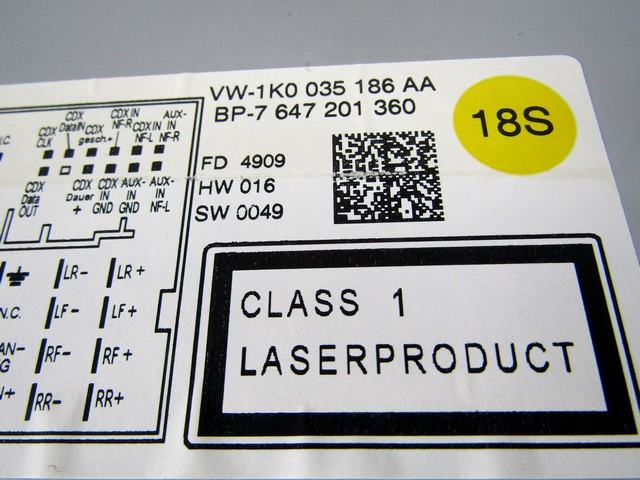 VW-1K0 035 186 AA
BP-7 647 201 360
18S
FD 4909
HW 016
SW 0049
CDX CLK
CDX DataIN
CDX gesch.+
CDX IN NF-R
CDX IN NF-L
AUX-IN NF-R
CDX Data OUT
CDX Dauer +
CDX IN GND
AUX-IN GND
AUX-IN NF-L
LR-
LR+
N.C.
LF-
LF+
RF-
RF+
RR-
RR+
CLASS 1
LASERPRODUCT